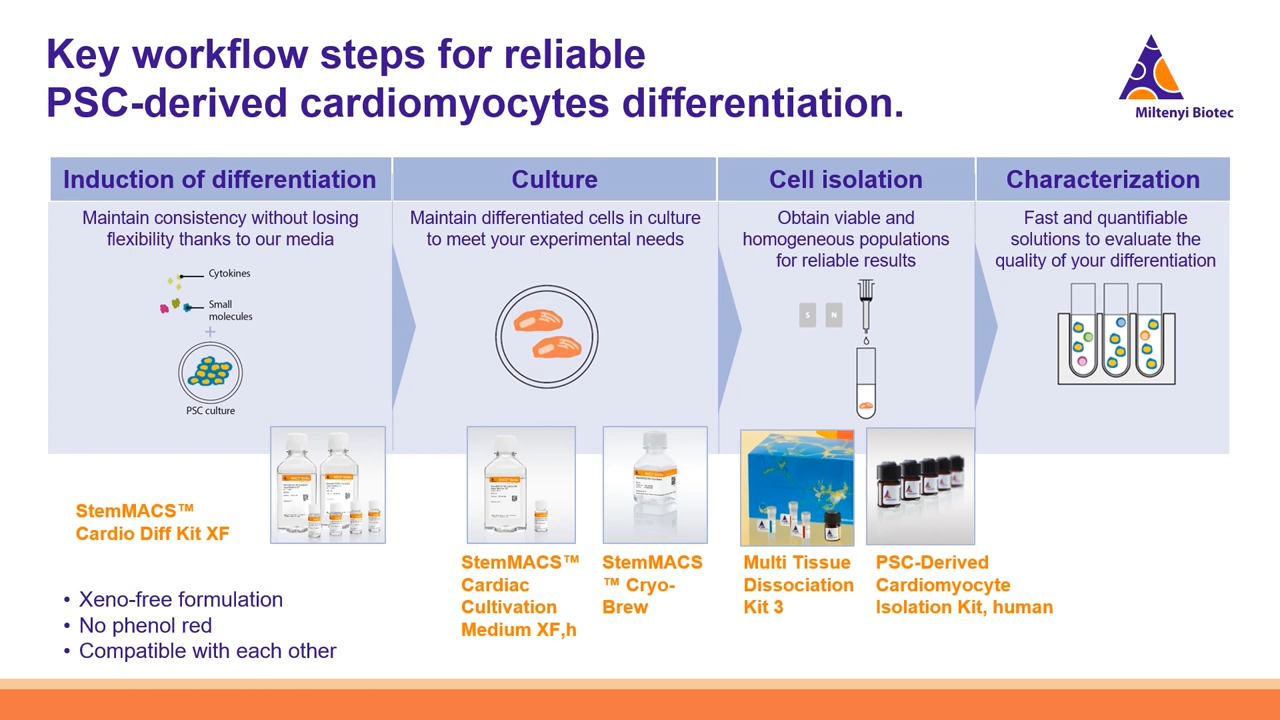 Key workflow steps for reliable
PSC-derived cardiomyocytes differentiation.
Miltenyi Biotec
Induction of differentiation
Maintain consistency without losing
flexibility thanks to our media
Cytokines
Small
molecules
+
PSC culture
Culture
Maintain differentiated cells in culture
to meet your experimental needs
Cell isolation
Obtain viable and
homogeneous populations
for reliable results
S
N
Characterization
Fast and quantifiable
solutions to evaluate the
quality of your differentiation
StemMACS™
Cardio Diff Kit XF
StemMACS™
Cardiac
Cultivation
Medium XF,h
StemMACS
™ Cryo-
Brew
Multi Tissue
Dissociation
Kit 3
PSC-Derived
Cardiomyocyte
Isolation Kit, human
• Xeno-free formulation
• No phenol red
• Compatible with each other